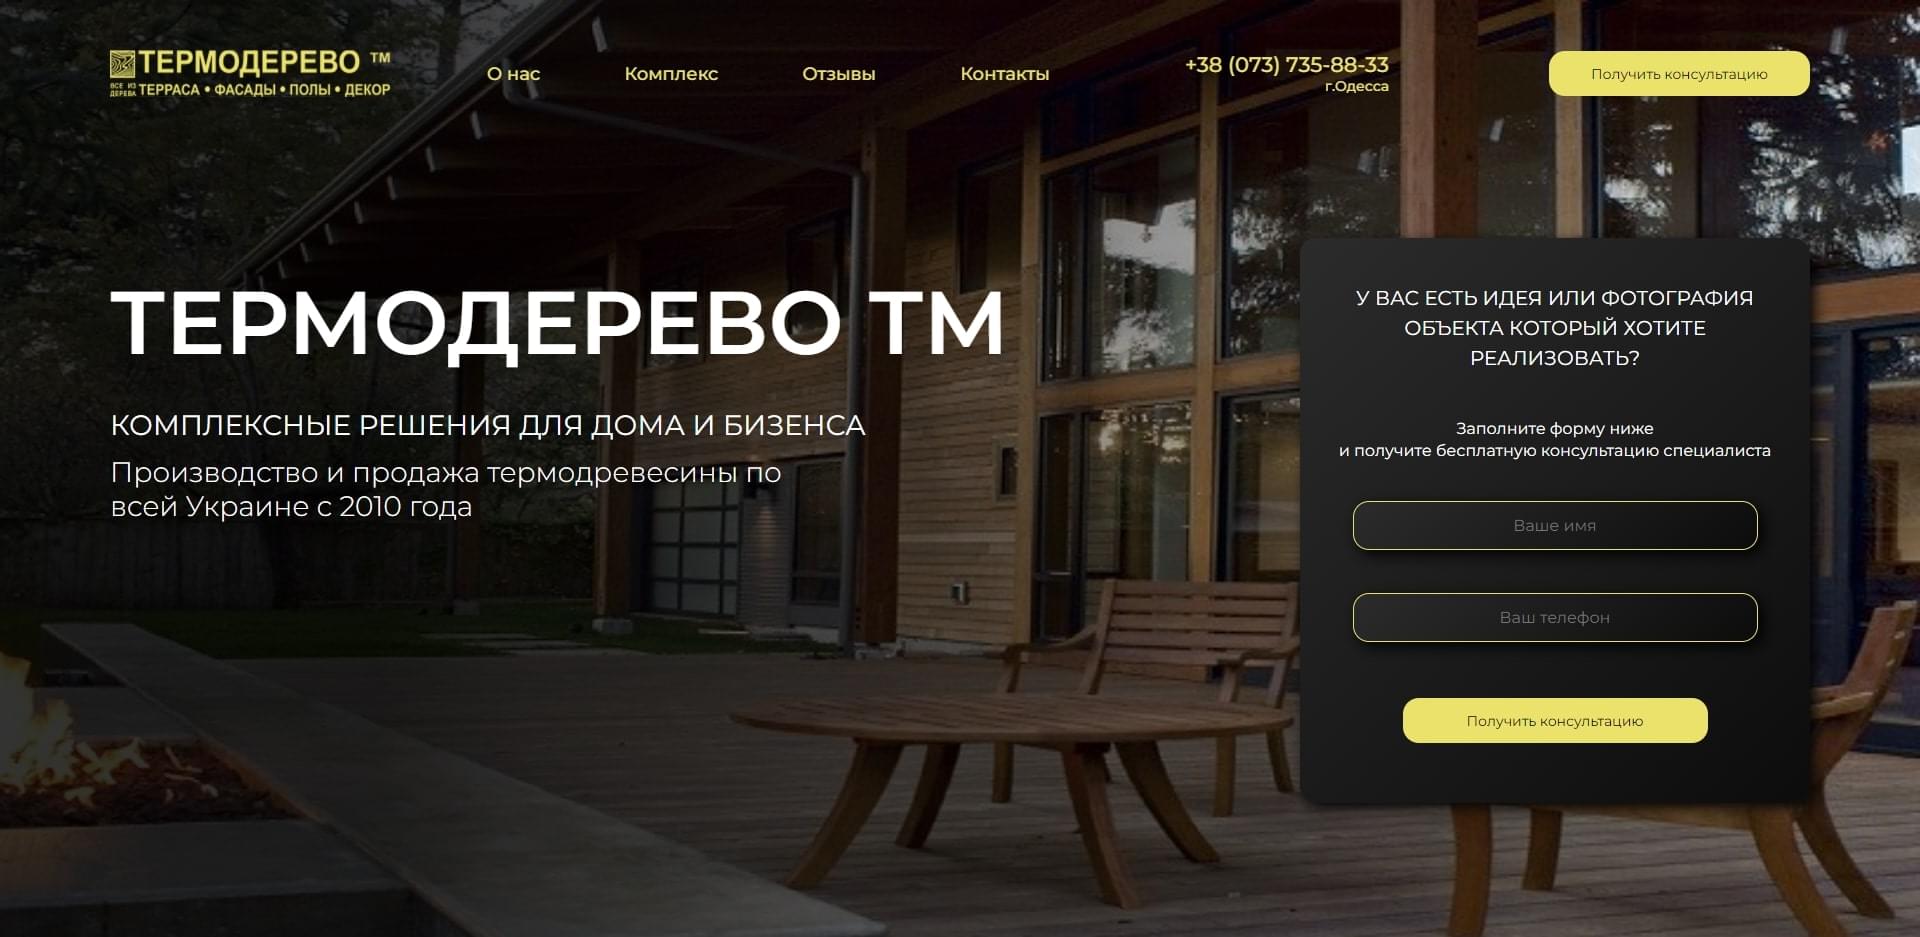 ТЕРМОДЕРЕВО ™
ВСЕ ИЗ
ДЕРЕВА
ТЕРРАСА • ФАСАДЫ • ПОЛЫ • ДЕКОР
О нас
Комплекс
Отзывы
Контакты
+38 (073) 735-88-33
г.Одесса
Получить консультацию
ТЕРМОДЕРЕВО ТМ
КОМПЛЕКСНЫЕ РЕШЕНИЯ ДЛЯ ДОМА И БИЗЕНСА
Производство и продажа термодревесины по
всей Украине с 2010 года
У ВАС ЕСТЬ ИДЕЯ ИЛИ ФОТОГРАФИЯ
ОБЪЕКТА КОТОРЫЙ ХОТИТЕ
РЕАЛИЗОВАТЬ?
Заполните форму ниже
и получите бесплатную консультацию специалиста
Ваше имя
Ваш телефон
Получить консультацию